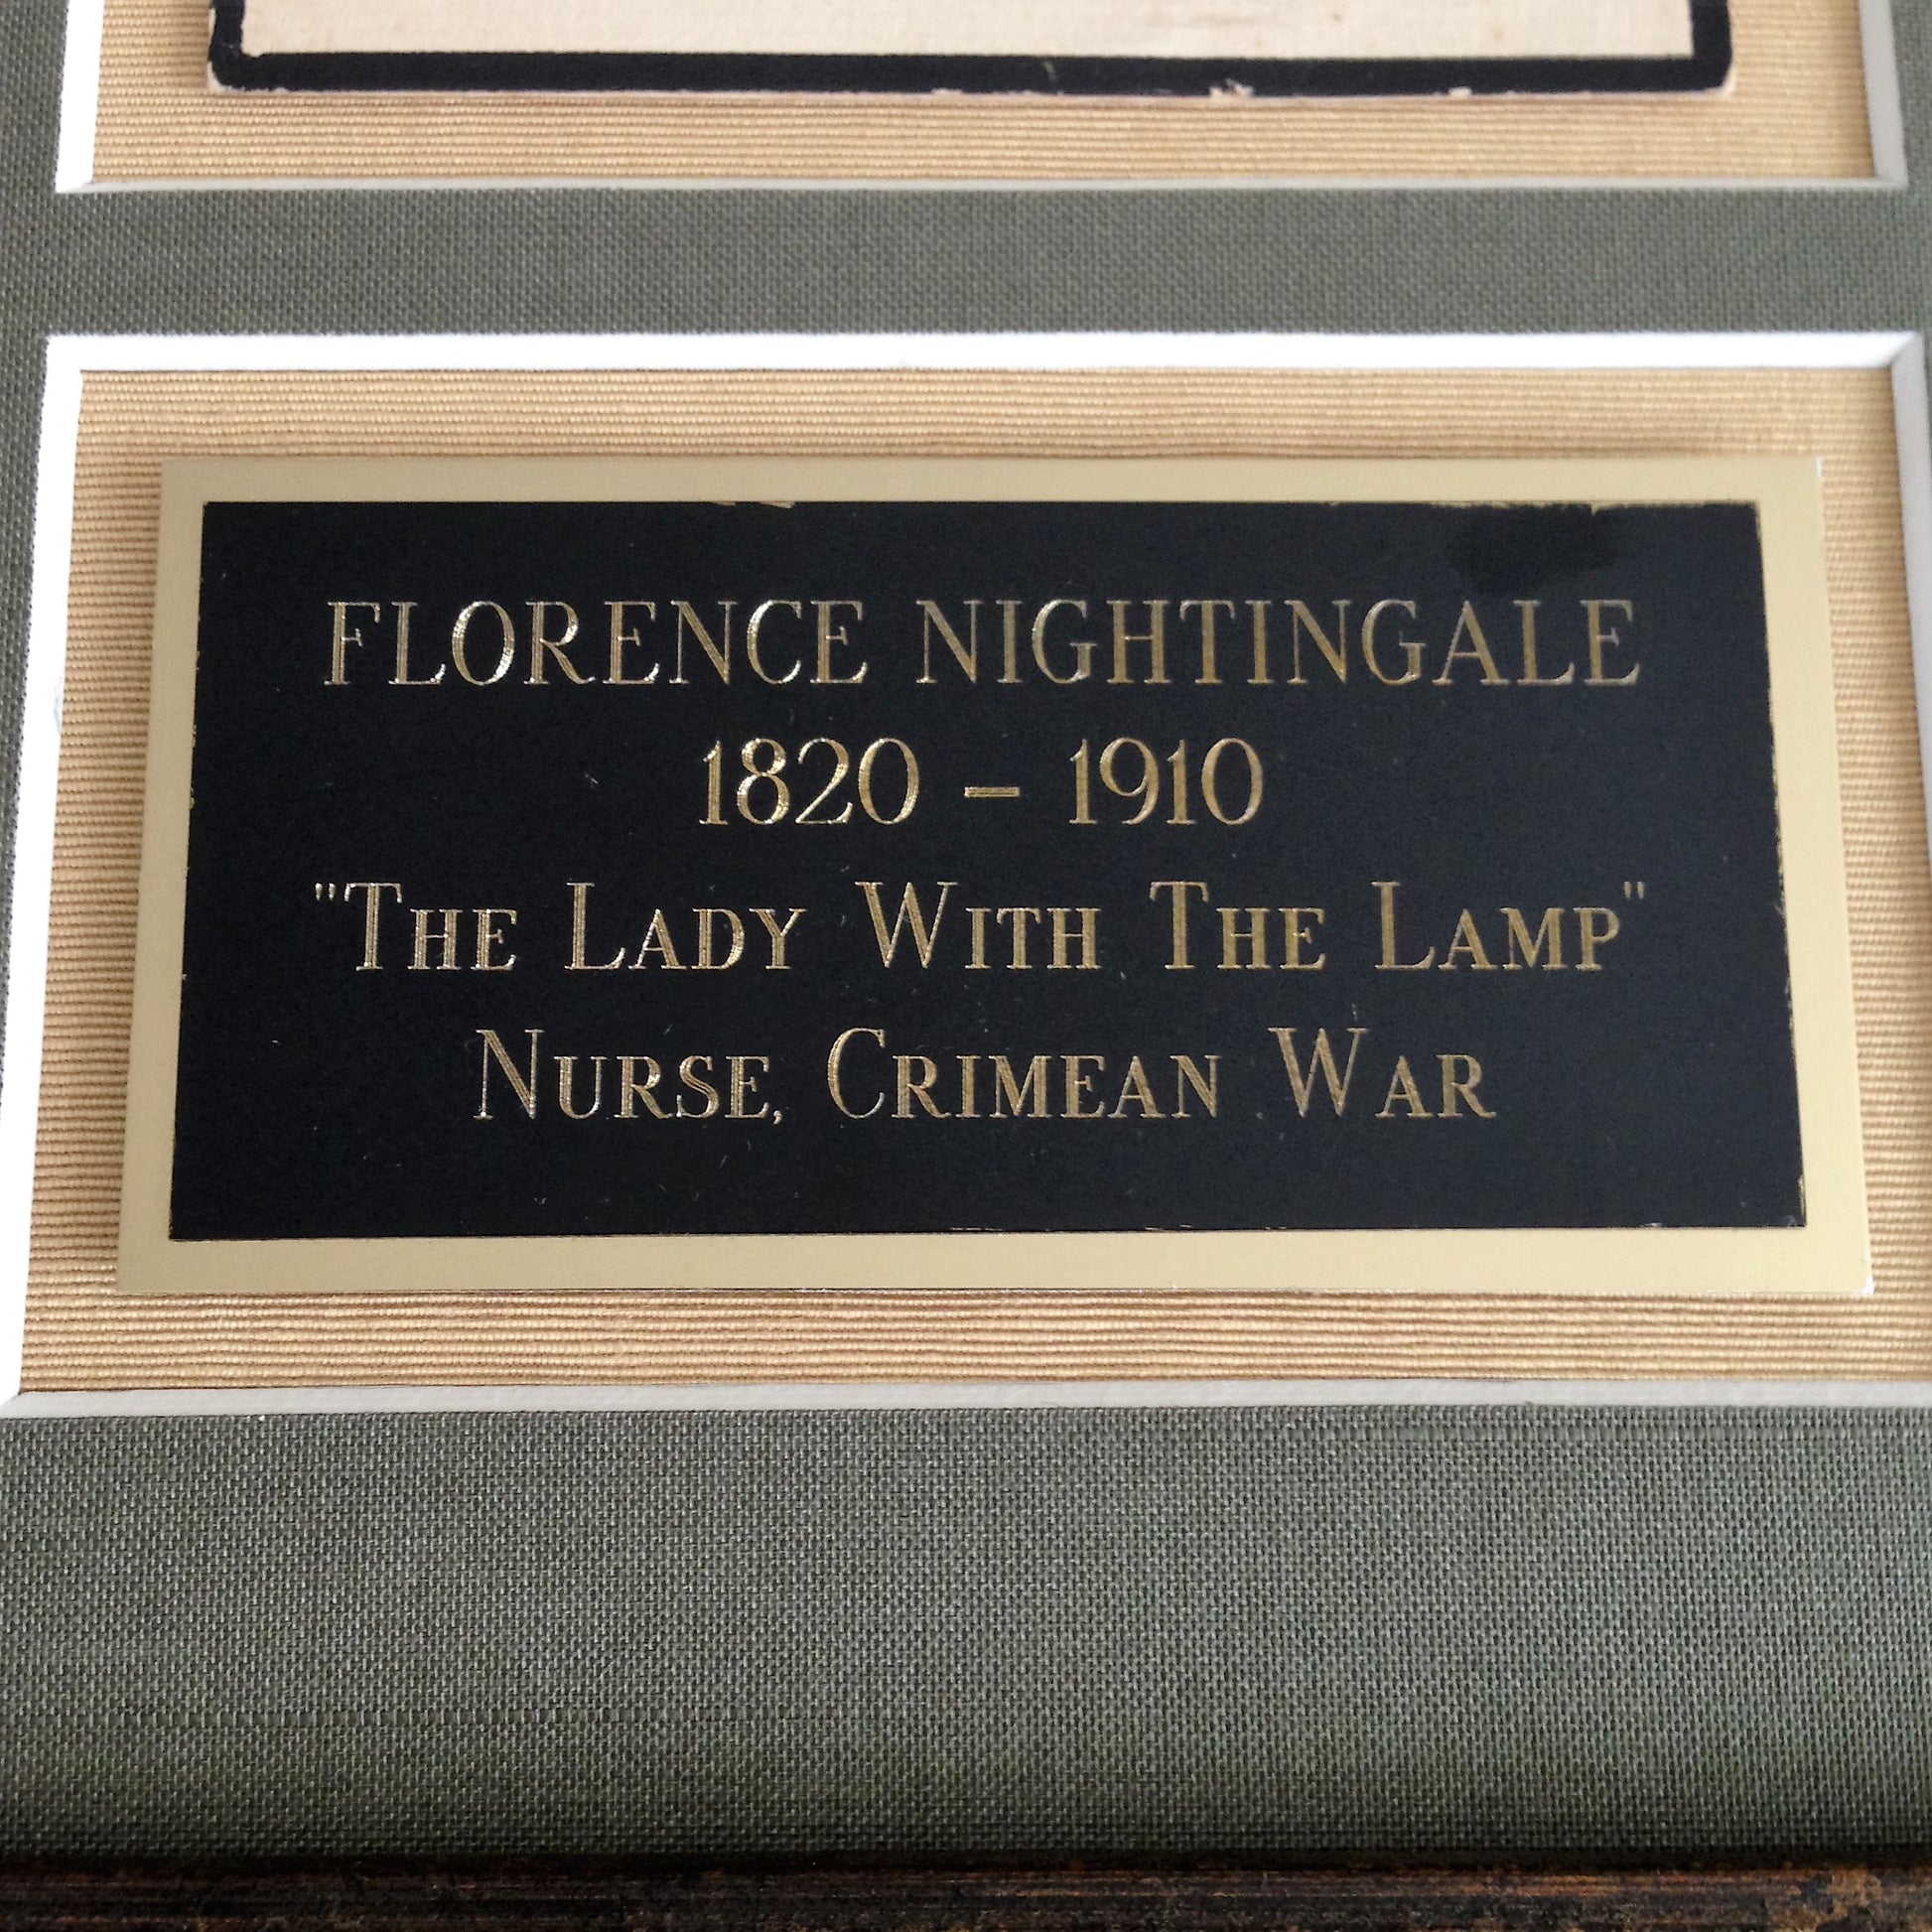 FLORENCE NIGHTINGALE
1820 – 1910
"THE LADY WITH THE LAMP"
NURSE, CRIMEAN WAR